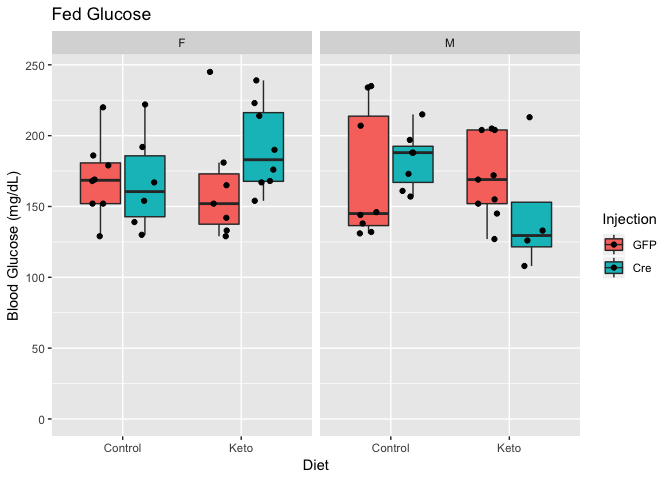 Fed Glucose
F
M
250
200
150
100
50
0
Blood Glucose (mg/dL)
Control
Keto
Control
Keto
Diet
Injection
GFP
Cre